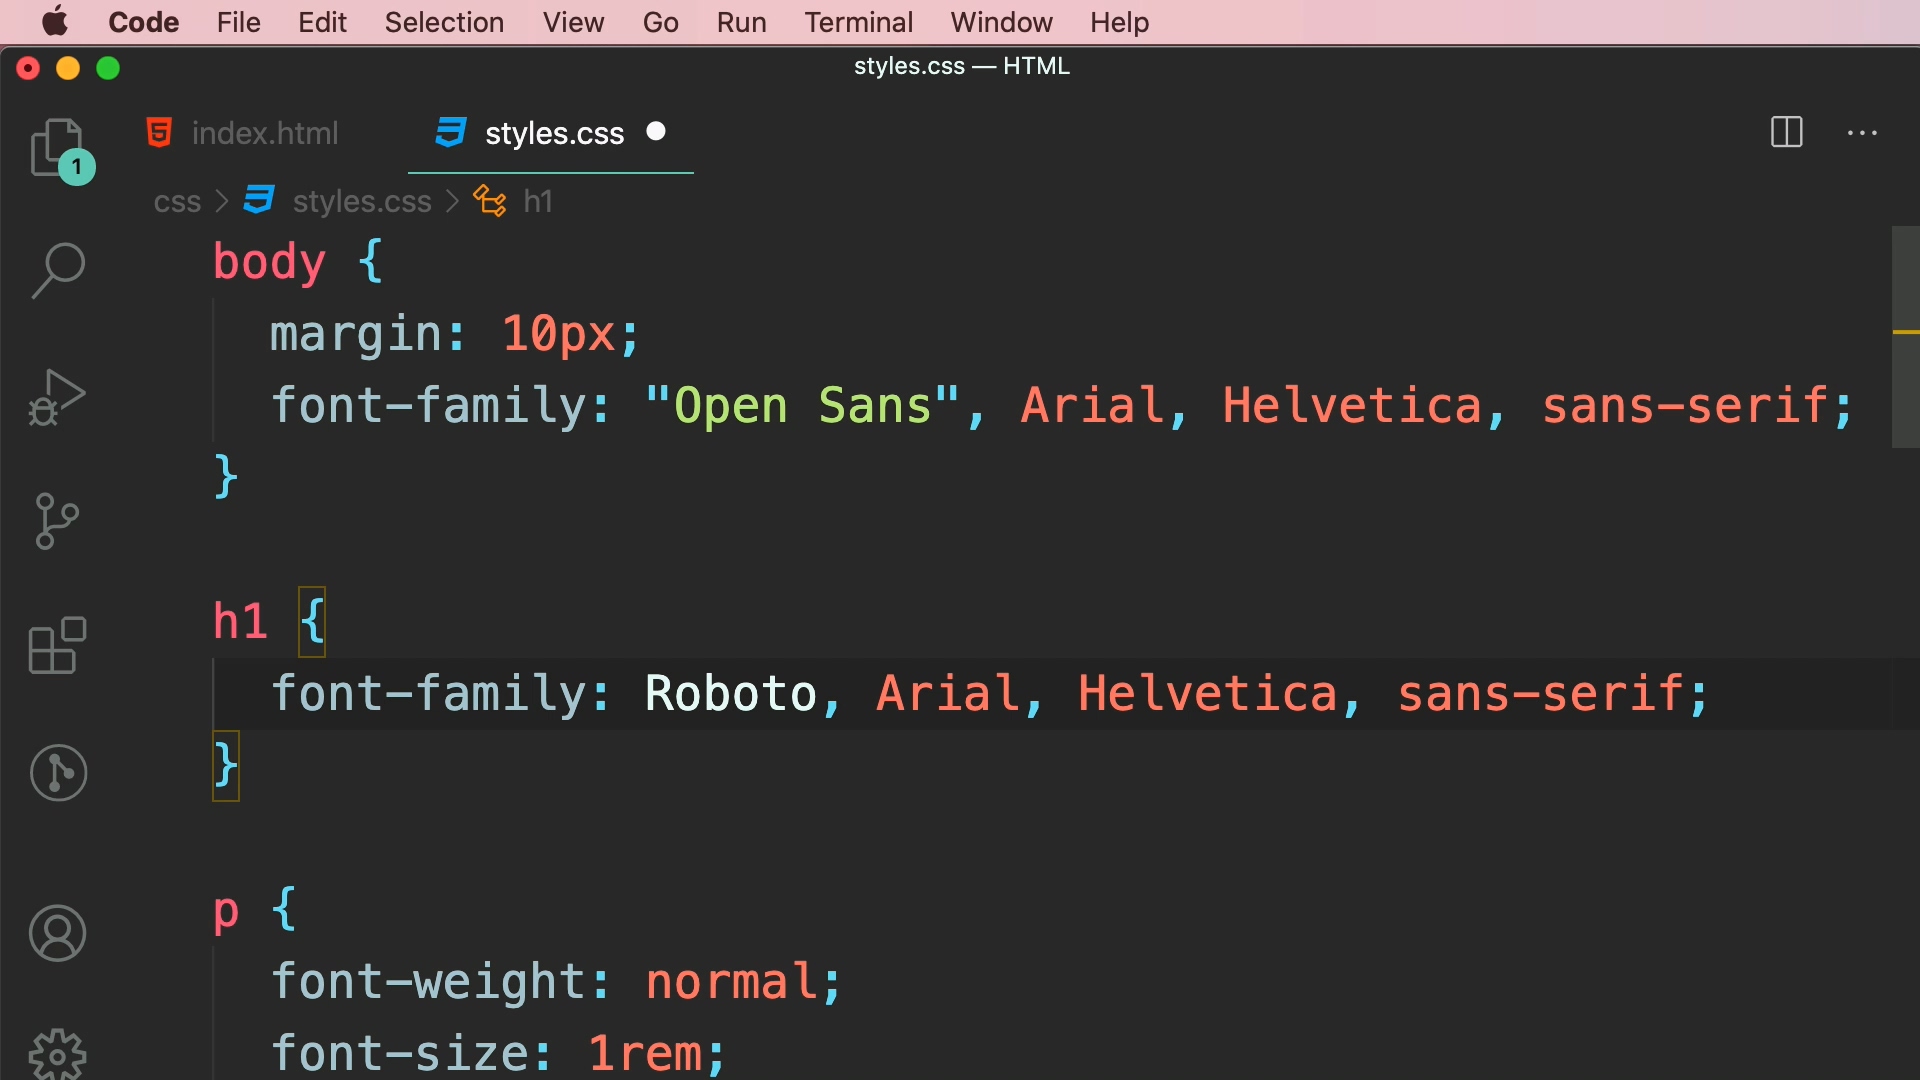 Code File Edit Selection View Go Run Terminal Window Help
styles.css — HTML
index.html styles.css
1
css > styles.css > h1
body {
margin: 10px;
font-family: "Open Sans", Arial, Helvetica, sans-serif;
}
h1 {
font-family: Roboto, Arial, Helvetica, sans-serif;
}
p {
font-weight: normal;
font-size: 1rem;